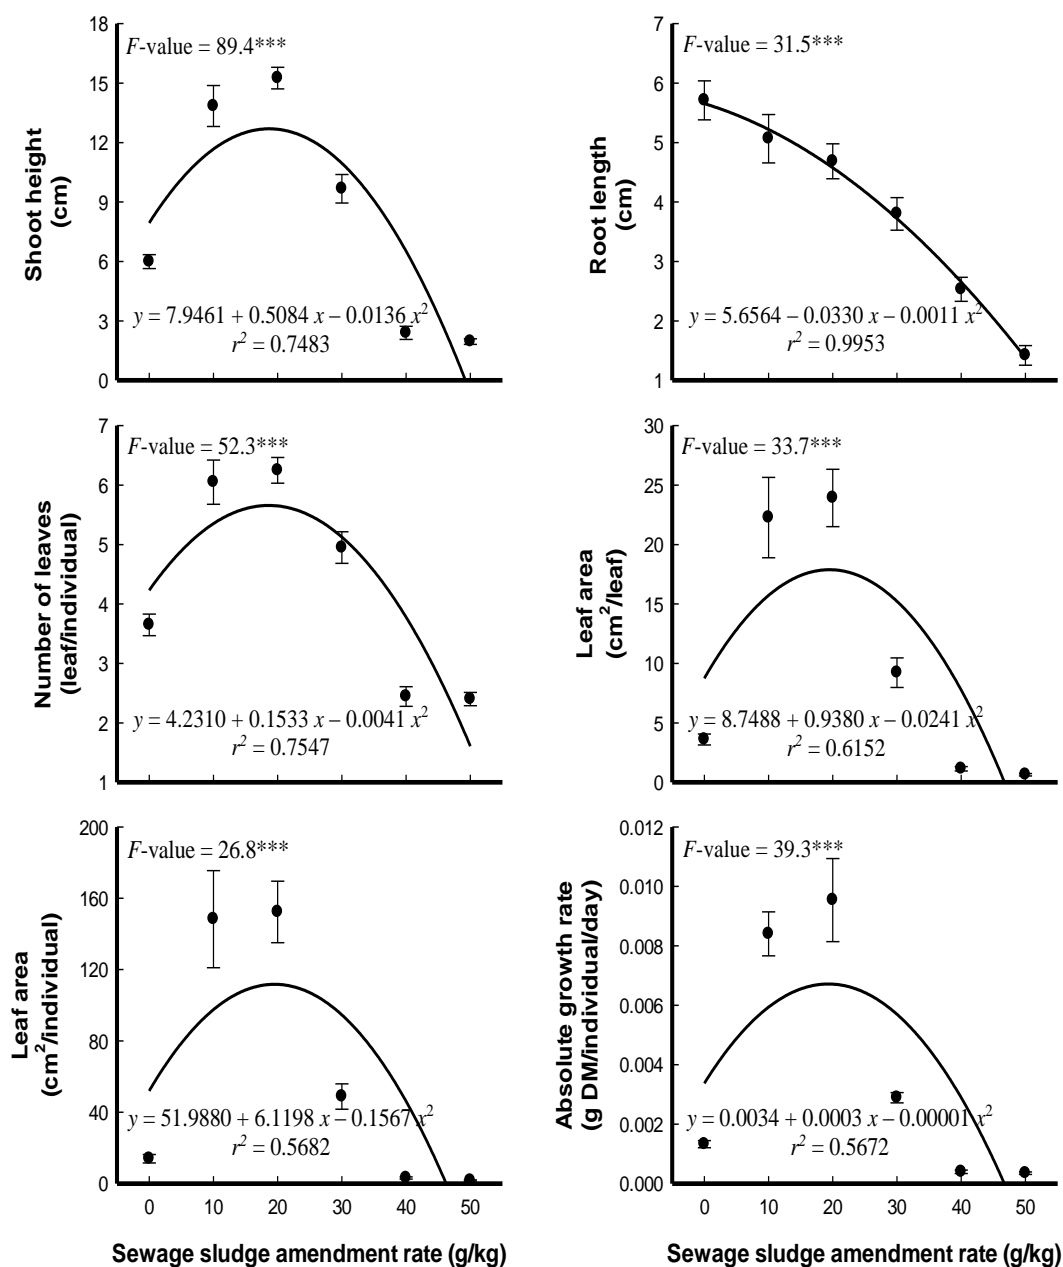 18
15
12
9
6
3
0
Shoot height
(cm)
F-value = 89.4***
y = 7.9461 + 0.5084 x – 0.0136 x²
r² = 0.7483
7
6
5
4
3
2
1
Root length
(cm)
F-value = 31.5***
y = 5.6564 – 0.0330 x – 0.0011 x²
r² = 0.9953
7
6
5
4
3
2
1
Number of leaves
(leaf/individual)
F-value = 52.3***
y = 4.2310 + 0.1533 x – 0.0041 x²
r² = 0.7547
30
25
20
15
10
5
0
Leaf area
(cm²/leaf)
F-value = 33.7***
y = 8.7488 + 0.9380 x – 0.0241 x²
r² = 0.6152
200
160
120
80
40
0
Leaf area
(cm²/individual)
F-value = 26.8***
y = 51.9880 + 6.1198 x – 0.1567 x²
r² = 0.5682
0 10 20 30 40 50
Sewage sludge amendment rate (g/kg)
0.012
0.010
0.008
0.006
0.004
0.002
0.000
Absolute growth rate
(g DM/individual/day)
F-value = 39.3***
y = 0.0034 + 0.0003 x – 0.00001 x²
r² = 0.5672
0 10 20 30 40 50
Sewage sludge amendment rate (g/kg)